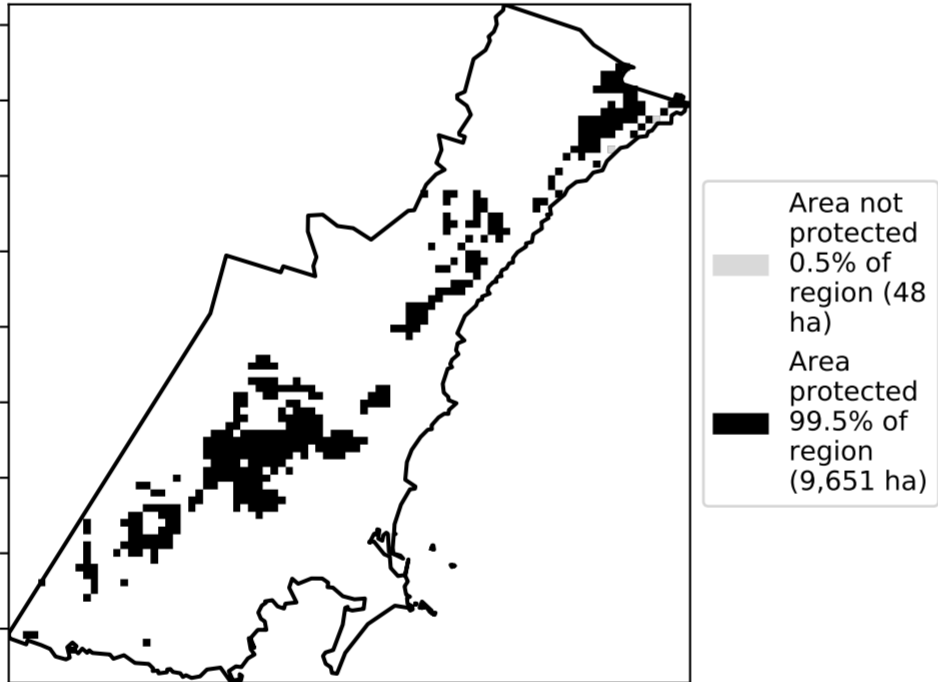 Area not
protected
0.5% of
region (48
ha)
Area
protected
99.5% of
region
(9,651 ha)